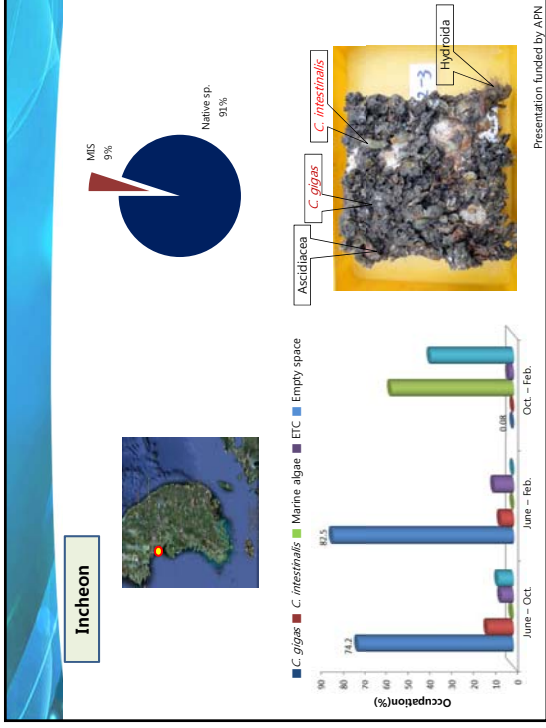 Incheon
MIS
9%
Native sp.
91%
C. gigas C. intestinalis Marine algae ETC Empty space
Occupation(%)
90
80
70
60
50
40
30
20
10
0
74.2
82.5
0.08
June – Oct.
June – Feb.
Oct. – Feb.
Ascidiacea
C. gigas
C. intestinalis
Hydroida
2-3
Presentation funded by APN